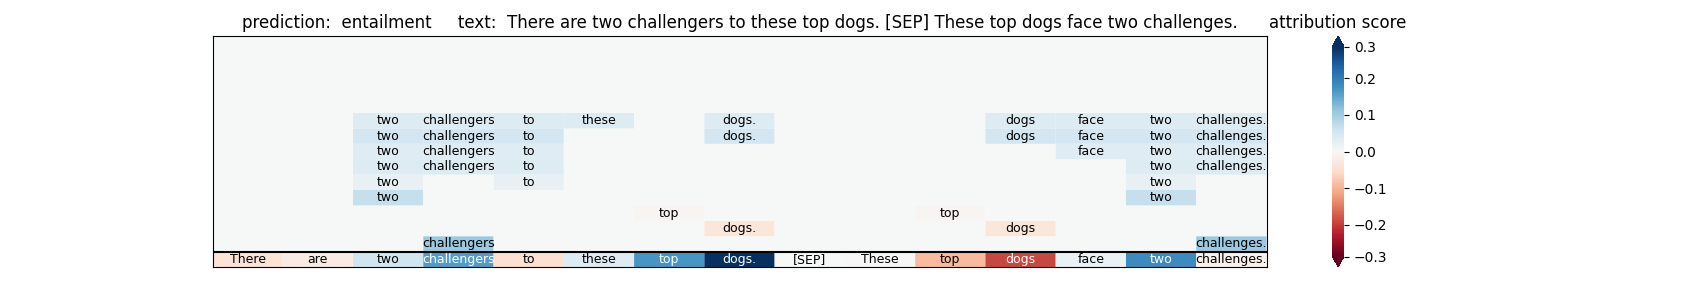 prediction:  entailment     text:  There are two challengers to these top dogs. [SEP] These top dogs face two challenges.     attribution score
two challengers to these dogs. dogs face two challenges.
two challengers to dogs. dogs face two challenges.
two challengers to face two challenges.
two challengers to two challenges.
two to two
two two
top top
dogs. dogs
challengers challenges.
There are two challengers to these top dogs. [SEP] These top dogs face two challenges.
0.3
0.2
0.1
0.0
−0.1
−0.2
−0.3